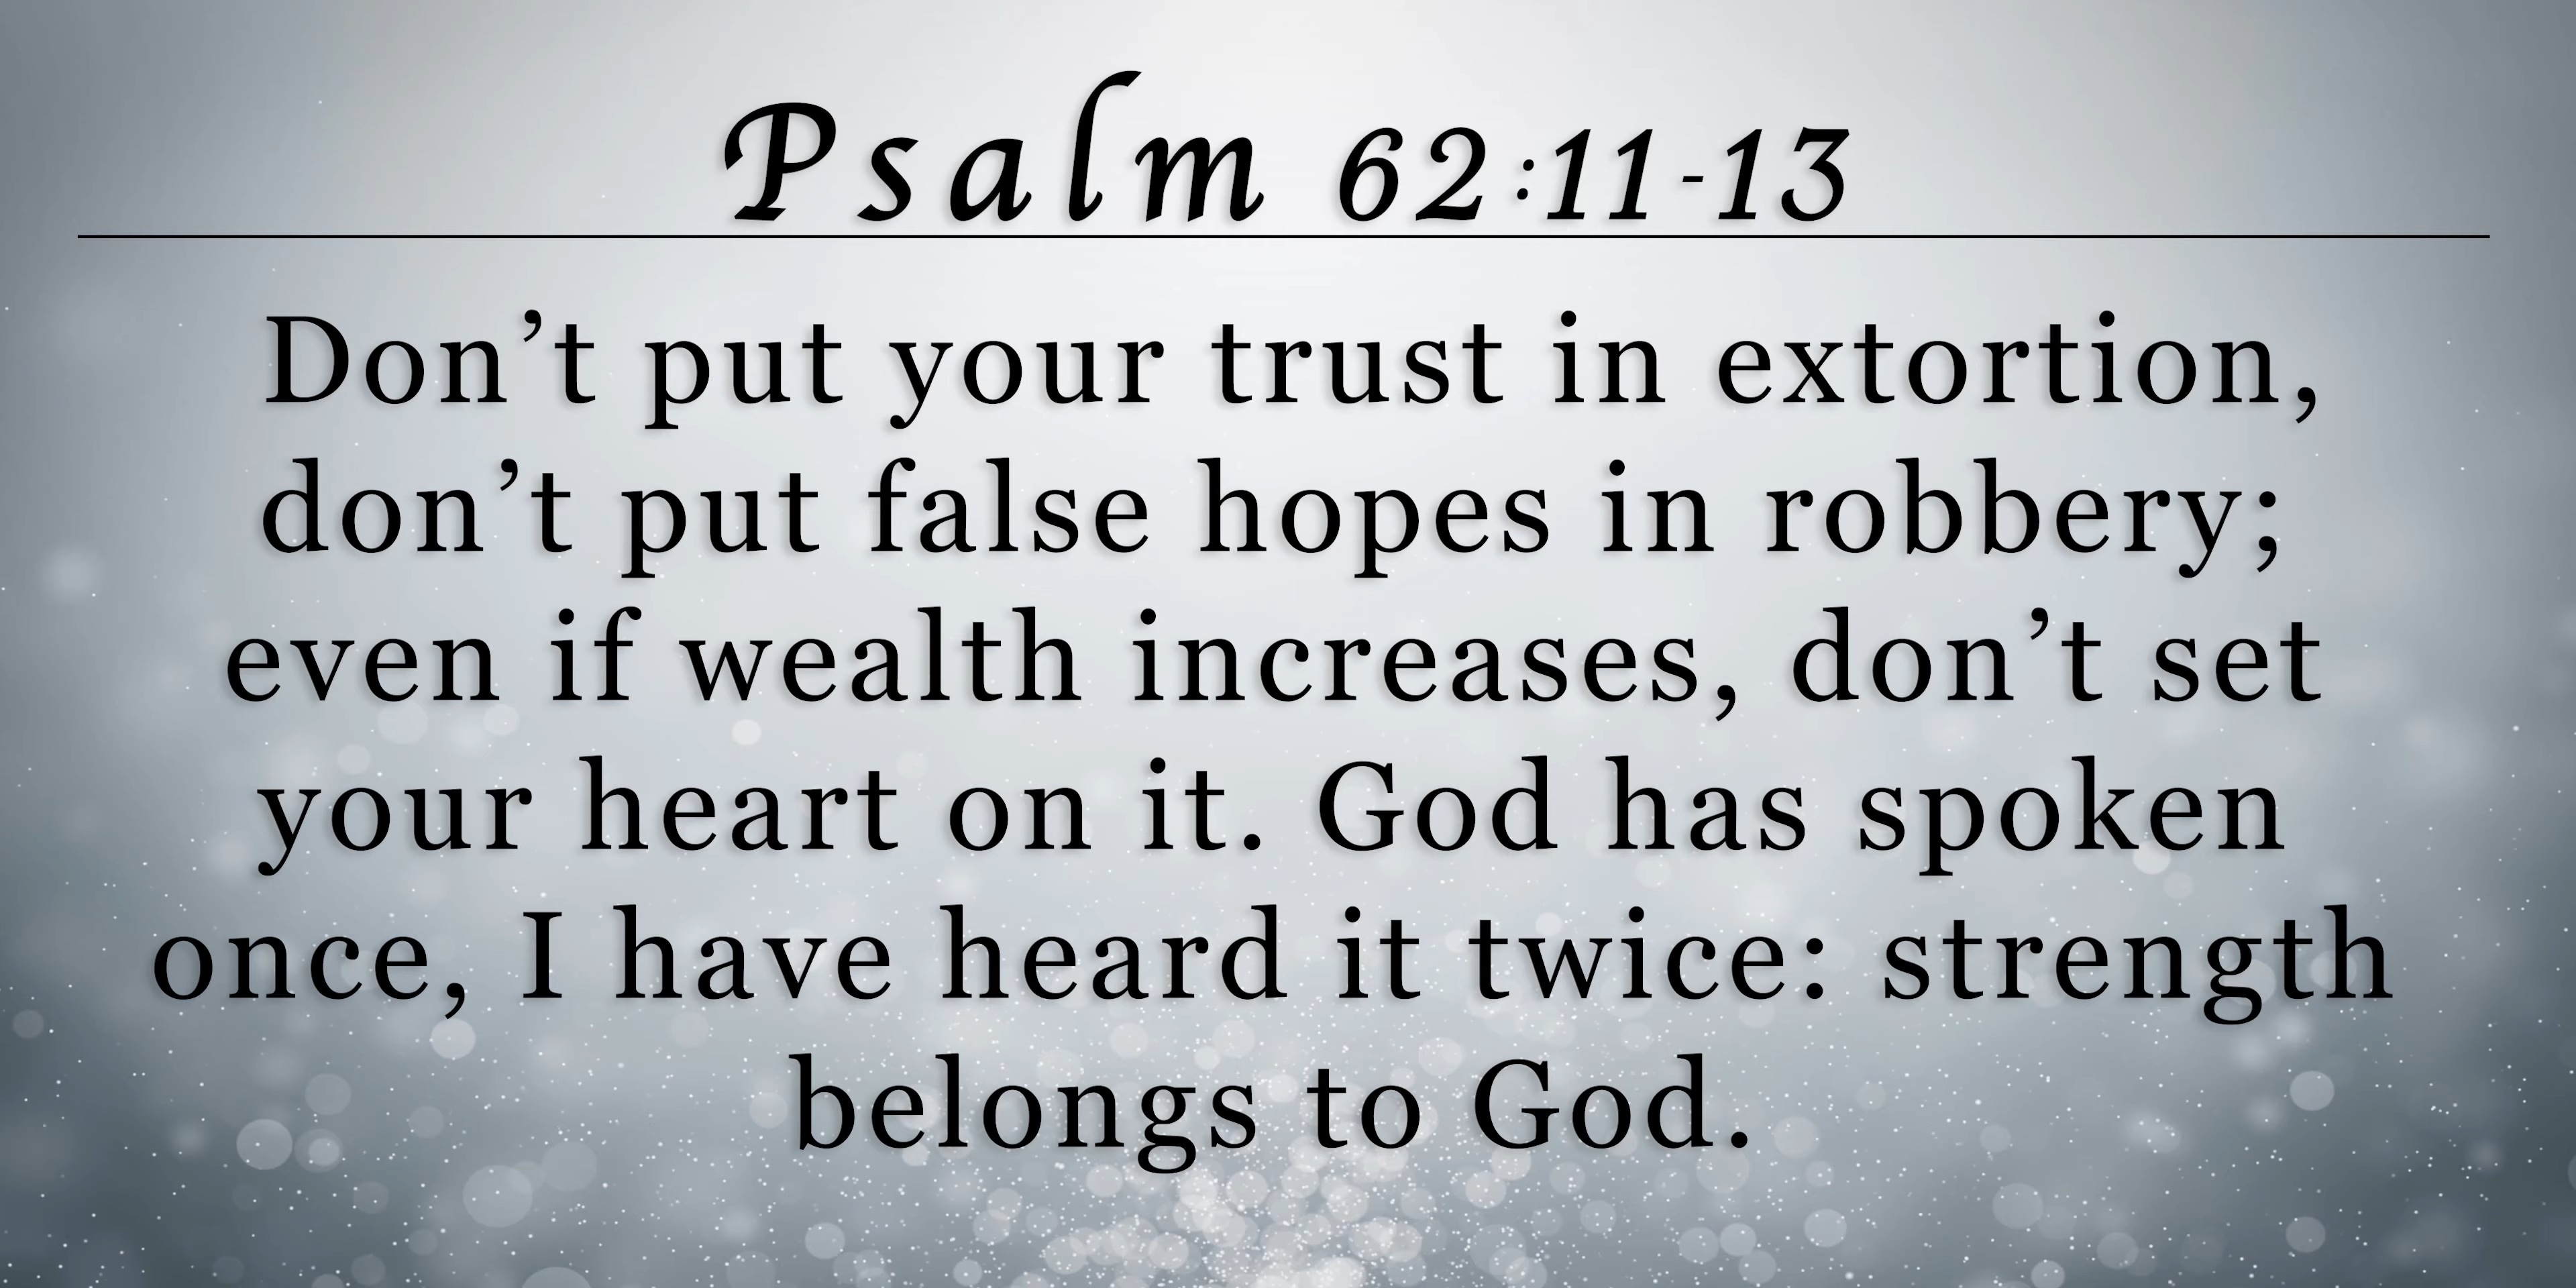 Psalm 62:11-13
Don’t put your trust in extortion,
don’t put false hopes in robbery;
even if wealth increases, don’t set
your heart on it. God has spoken
once, I have heard it twice: strength
belongs to God.